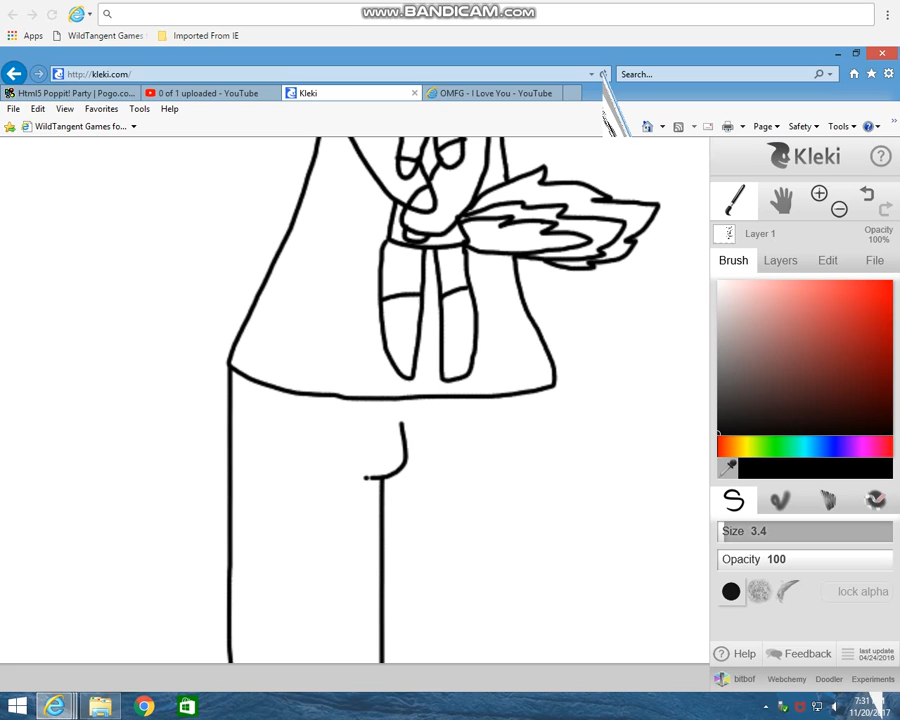 www.BANDICAM.com
Apps WildTangent Games Imported From IE
http://kleki.com/ Search...
Html5 Poppit! Party | Pogo.co... 0 of 1 uploaded - YouTube Kleki OMFG - I Love You - YouTube
File Edit View Favorites Tools Help
WildTangent Games fo... Page Safety Tools
Kleki
Layer 1 Opacity
100%
Brush Layers Edit File
Size 3.4
Opacity 100
lock alpha
Help Feedback last update
04/24/2016
bitbof Webchemy Doodler Experiments
11/20/2017